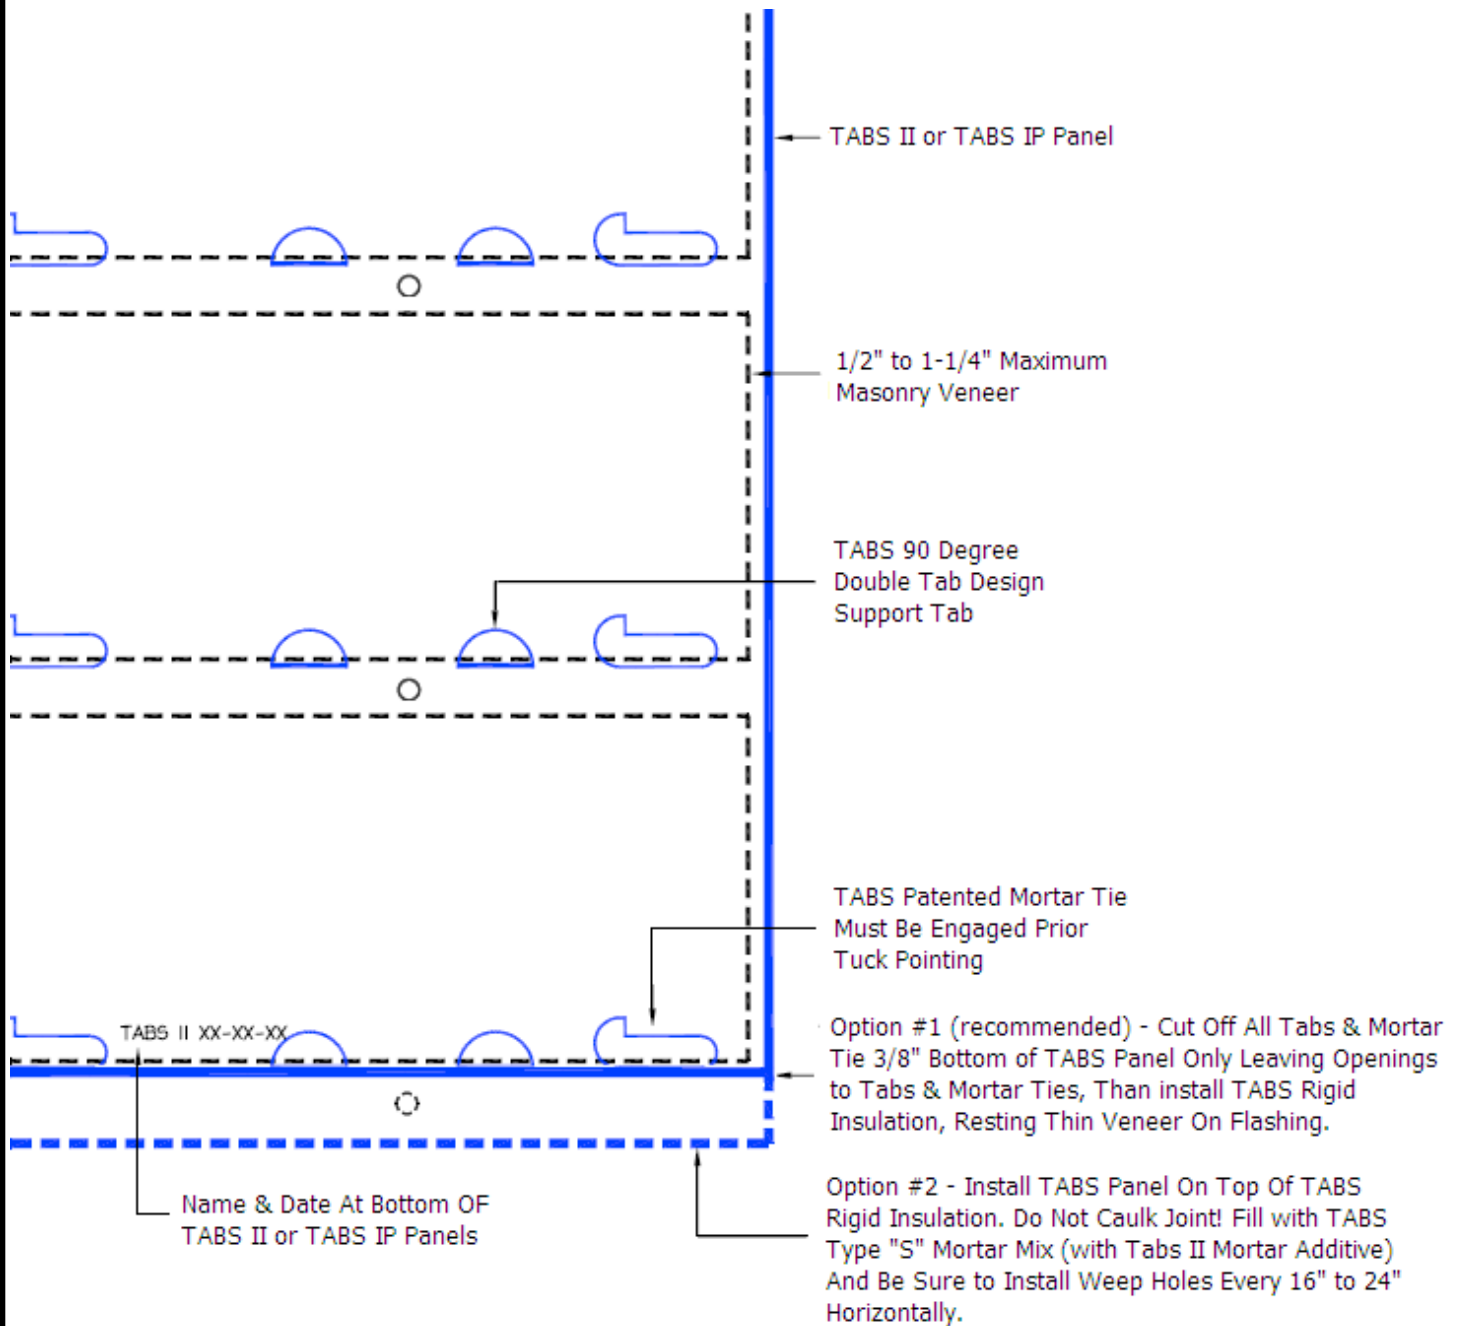 TABS II or TABS IP Panel
1/2" to 1-1/4" Maximum
Masonry Veneer
TABS 90 Degree
Double Tab Design
Support Tab
TABS Patented Mortar Tie
Must Be Engaged Prior
Tuck Pointing
TABS II XX-XX-XX
Option #1 (recommended) - Cut Off All Tabs & Mortar
Tie 3/8" Bottom of TABS Panel Only Leaving Openings
to Tabs & Mortar Ties, Than install TABS Rigid
Insulation, Resting Thin Veneer On Flashing.
Name & Date At Bottom OF
TABS II or TABS IP Panels
Option #2 - Install TABS Panel On Top Of TABS
Rigid Insulation. Do Not Caulk Joint! Fill with TABS
Type "S" Mortar Mix (with Tabs II Mortar Additive)
And Be Sure to Install Weep Holes Every 16" to 24"
Horizontally.